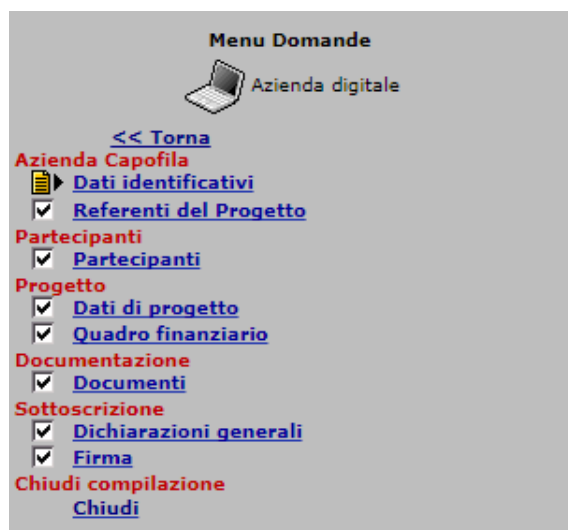 Menu Domande
Azienda digitale
<< Torna
Azienda Capofila
Dati identificativi
Referenti del Progetto
Partecipanti
Partecipanti
Progetto
Dati di progetto
Quadro finanziario
Documentazione
Documenti
Sottoscrizione
Dichiarazioni generali
Firma
Chiudi compilazione
Chiudi